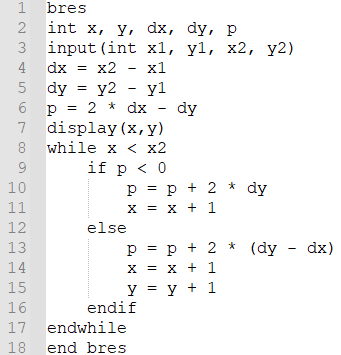 1 bres
2 int x, y, dx, dy, p
3 input(int x1, y1, x2, y2)
4 dx = x2 - x1
5 dy = y2 - y1
6 p = 2 * dx - dy
7 display(x,y)
8 while x < x2
9     if p < 0
10         p = p + 2 * dy
11         x = x + 1
12     else
13         p = p + 2 * (dy - dx)
14         x = x + 1
15         y = y + 1
16     endif
17 endwhile
18 end bres